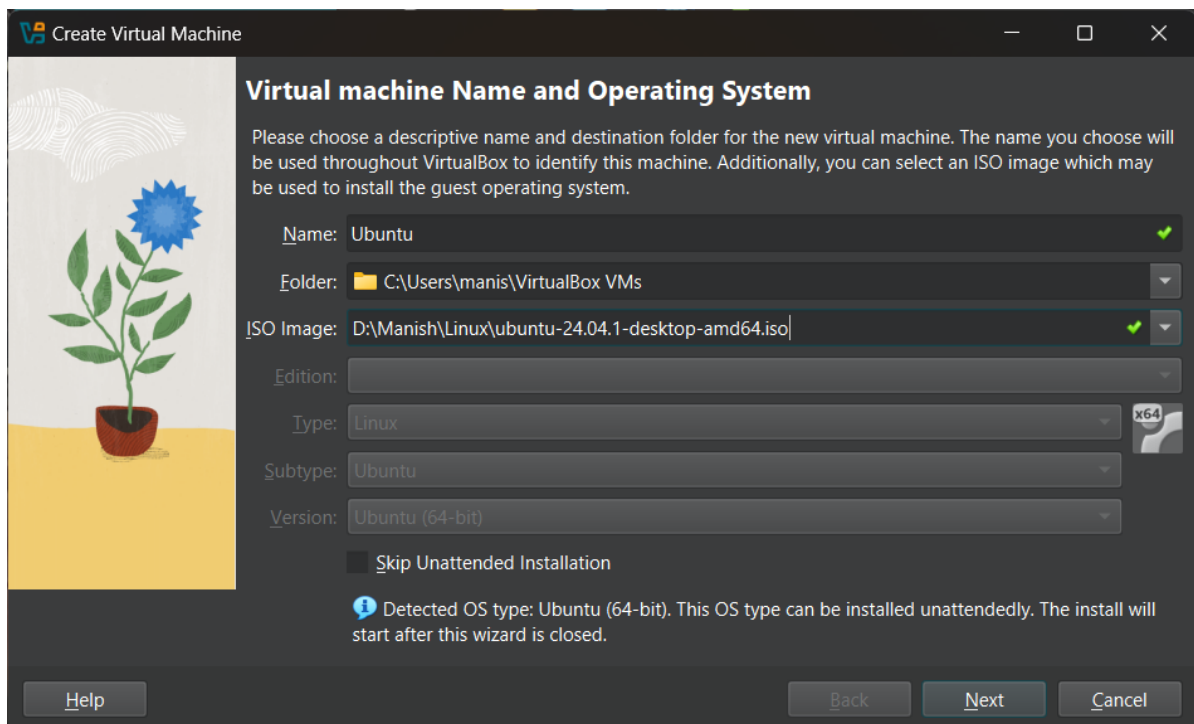 Create Virtual Machine
Virtual machine Name and Operating System
Please choose a descriptive name and destination folder for the new virtual machine. The name you choose will
be used throughout VirtualBox to identify this machine. Additionally, you can select an ISO image which may
be used to install the guest operating system.
Name: Ubuntu
Folder: C:\Users\manis\VirtualBox VMs
ISO Image: D:\Manish\Linux\ubuntu-24.04.1-desktop-amd64.iso
Edition:
Type: Linux
x64
Subtype: Ubuntu
Version: Ubuntu (64-bit)
Skip Unattended Installation
Detected OS type: Ubuntu (64-bit). This OS type can be installed unattendedly. The install will
start after this wizard is closed.
Help Back Next Cancel